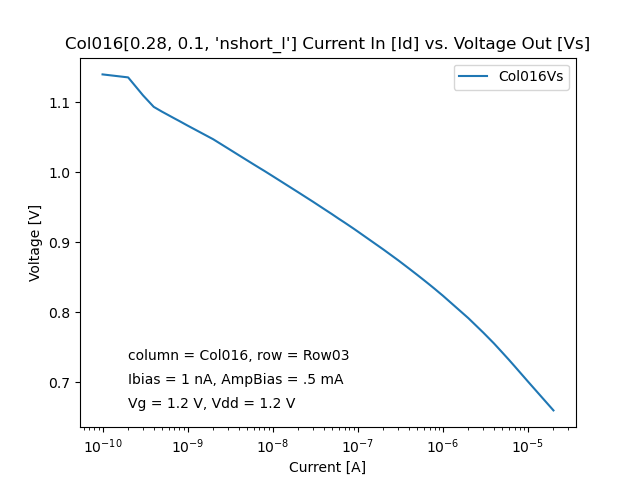 Col016[0.28, 0.1, 'nshort_l'] Current In [Id] vs. Voltage Out [Vs]
Col016Vs
1.1
1.0
0.9
0.8
0.7
Voltage [V]
column = Col016, row = Row03
Ibias = 1 nA, AmpBias = .5 mA
Vg = 1.2 V, Vdd = 1.2 V
10⁻¹⁰ 10⁻⁹ 10⁻⁸ 10⁻⁷ 10⁻⁶ 10⁻⁵
Current [A]